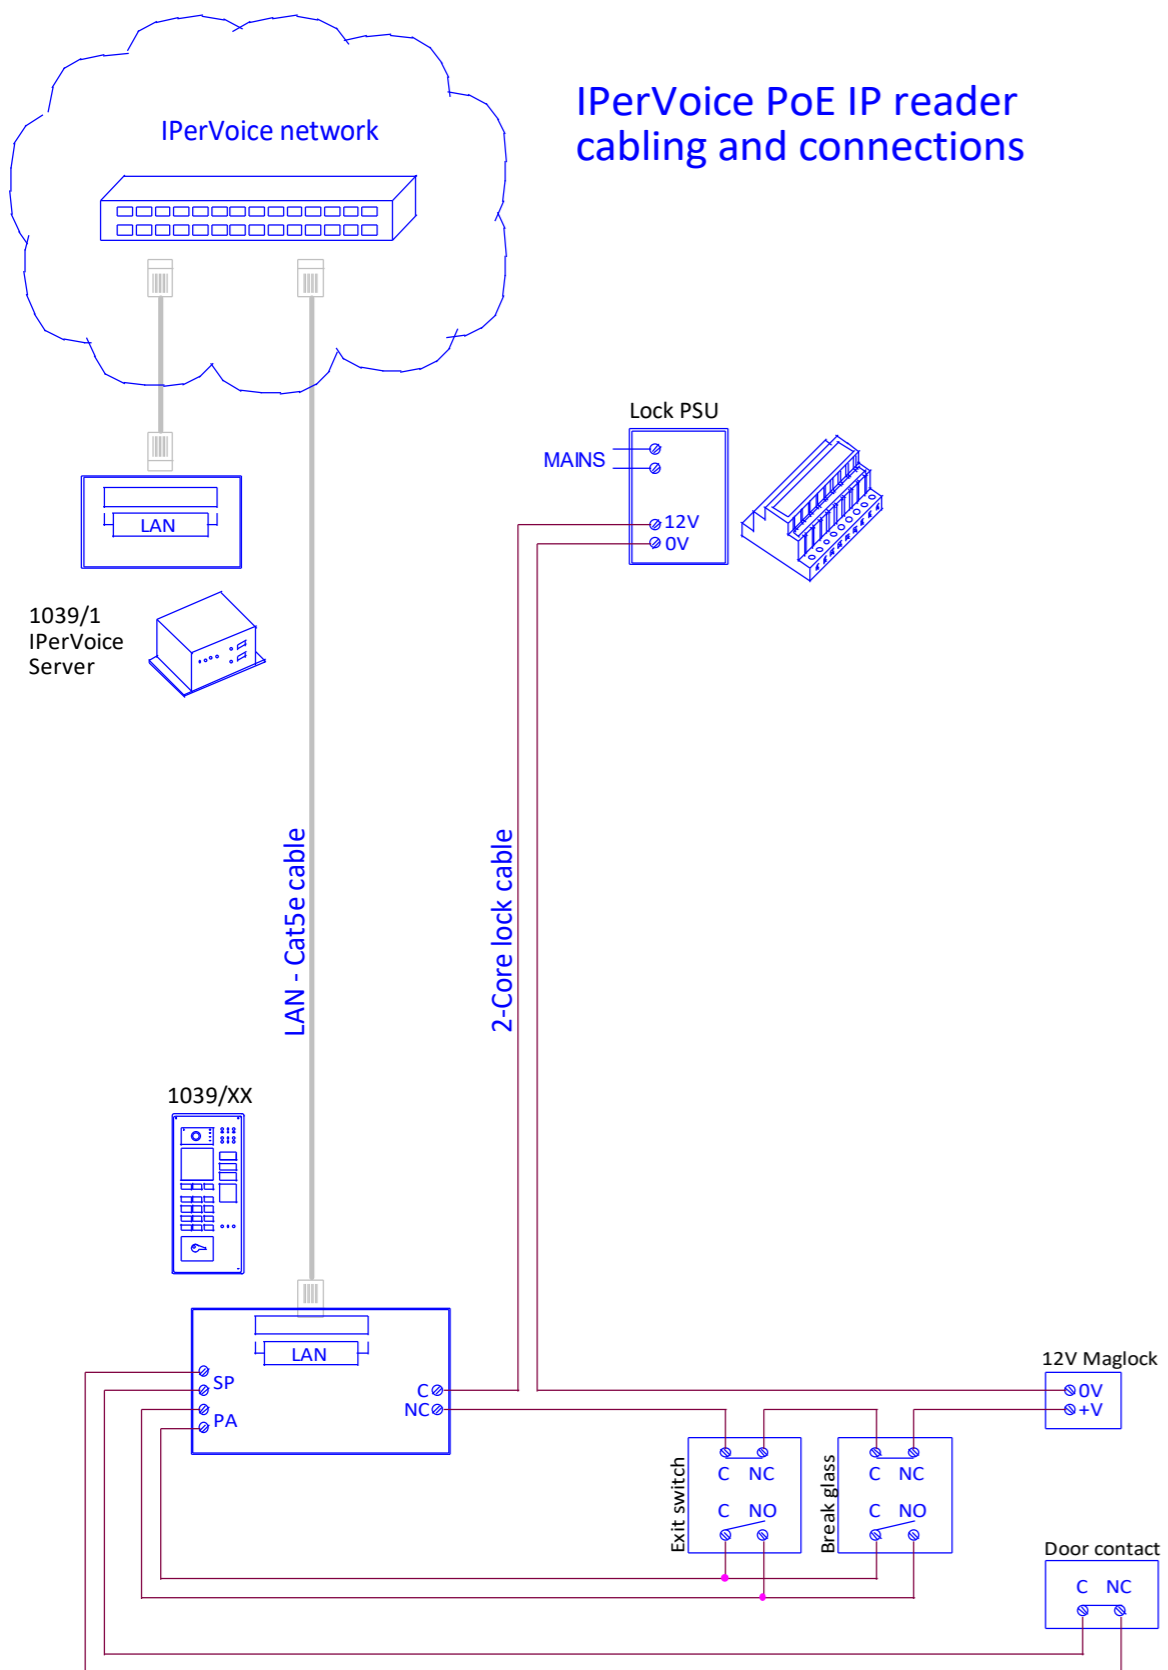 IPerVoice PoE IP reader
cabling and connections
IPerVoice network
Lock PSU
MAINS
12V
0V
LAN
1039/1
IPerVoice
Server
LAN - Cat5e cable
2-Core lock cable
1039/XX
LAN
SP
PA
C
NC
12V Maglock
0V
+V
Exit switch
C NC
C NO
Break glass
C NC
C NO
Door contact
C NC